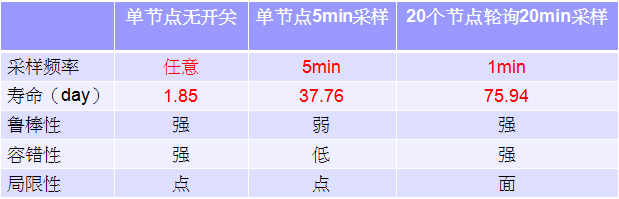 单节点无开关 单节点5min采样 20个节点轮询20min采样
采样频率 任意 5min 1min
寿命（day） 1.85 37.76 75.94
鲁棒性 强 弱 强
容错性 强 低 强
局限性 点 点 面